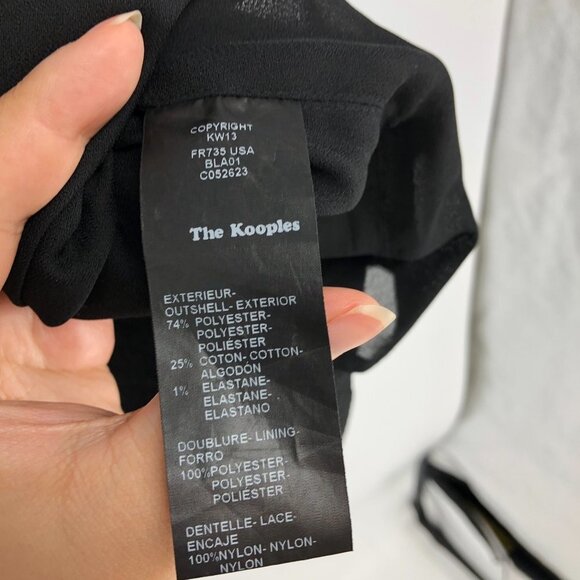 COPYRIGHT
KW13
FR735 USA
BLA01
C052623
The Kooples
EXTERIEUR-
OUTSHELL- EXTERIOR
74% POLYESTER-
POLYESTER-
POLIÉSTER
25% COTON- COTTON-
ALGODÓN
1% ELASTANE-
ELASTANE-
ELASTANO
DOUBLURE- LINING-
FORRO
100%POLYESTER-
POLYESTER-
POLIÉSTER
DENTELLE- LACE-
ENCAJE
100%NYLON- NYLON-
NYLON